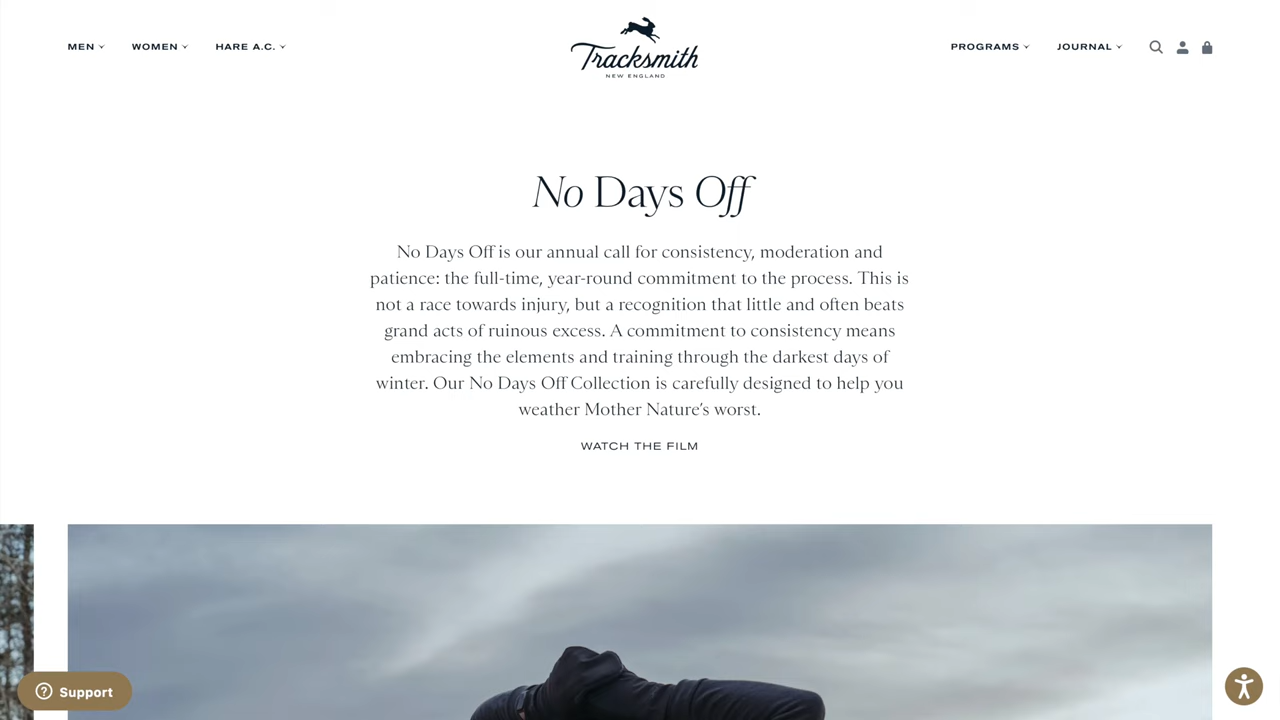 MEN
WOMEN
HARE A.C.
Tracksmith
NEW ENGLAND
PROGRAMS
JOURNAL
No Days Off
No Days Off is our annual call for consistency, moderation and
patience: the full-time, year-round commitment to the process. This is
not a race towards injury, but a recognition that little and often beats
grand acts of ruinous excess. A commitment to consistency means
embracing the elements and training through the darkest days of
winter. Our No Days Off Collection is carefully designed to help you
weather Mother Nature’s worst.
WATCH THE FILM
Support